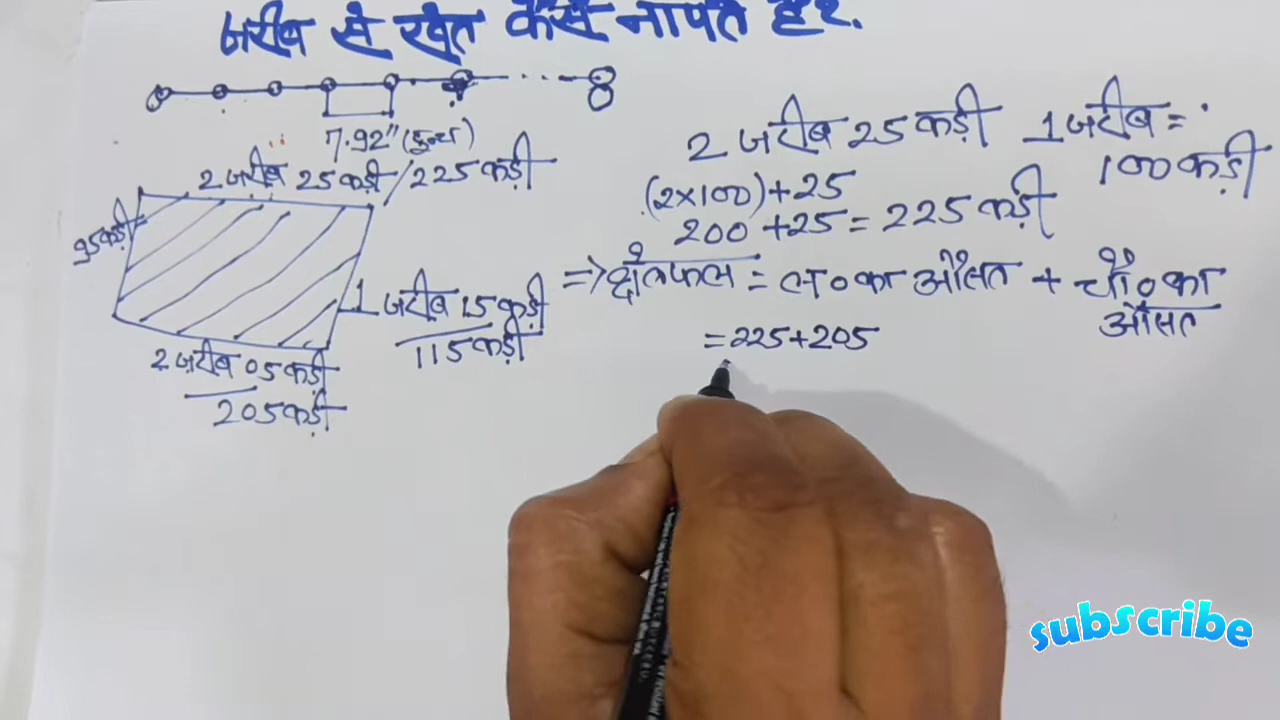 जरीब से खेत कैसे नापते हैं?
7.92" (इन्च)
2 जरीब 25 कड़ी / 225 कड़ी
95 कड़ी
1 जरीब 15 कड़ी
115 कड़ी
2 जरीब 05 कड़ी
205 कड़ी
2 जरीब 25 कड़ी
1 जरीब =
100 कड़ी
(2×100) + 25
200 + 25 = 225 कड़ी
=> क्षेत्रफल = ल० का औसत + चौ० का औसत
= 225 + 205
subscribe